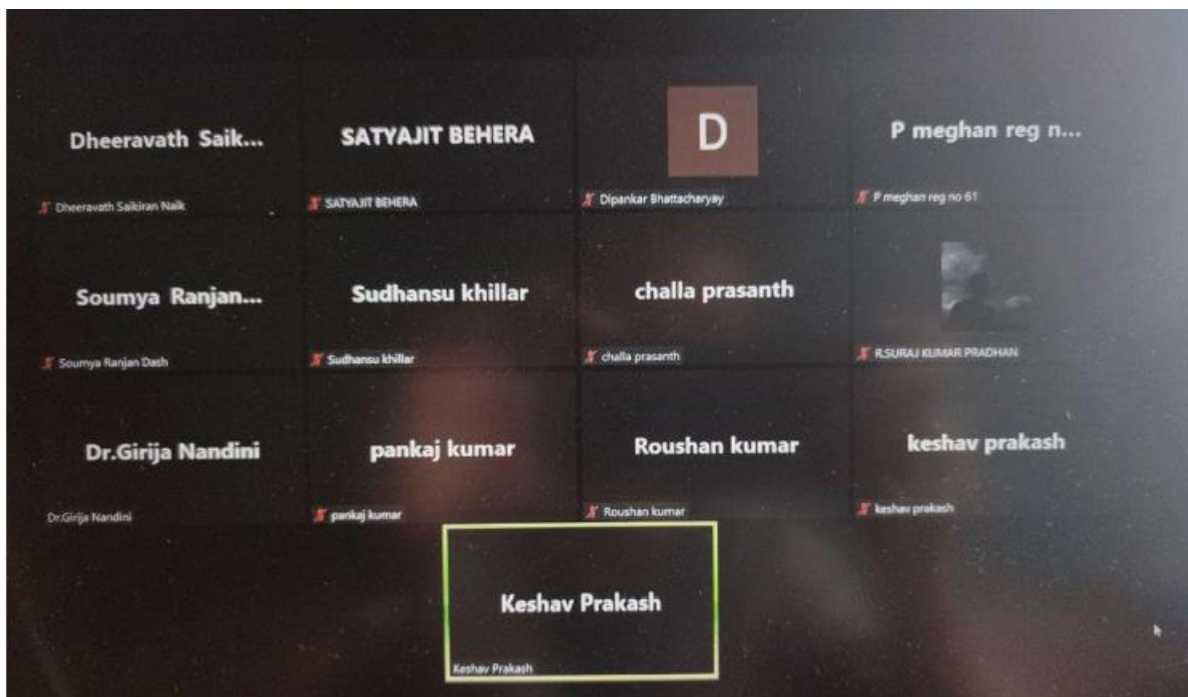 Dheeravath Saik...
SATYAJIT BEHERA
D
P meghan reg n...
Dheeravath Saikiran Naik
SATYAJIT BEHERA
Dipankar Bhattacharyay
P meghan reg no 61
Soumya Ranjan...
Sudhansu khillar
challa prasanth
Soumya Ranjan Dash
Sudhansu khillar
challa prasanth
R.SURAJ KUMAR PRADHAN
Dr.Girija Nandini
pankaj kumar
Roushan kumar
keshav prakash
Dr.Girija Nandini
pankaj kumar
Roushan kumar
keshav prakash
Keshav Prakash
Keshav Prakash